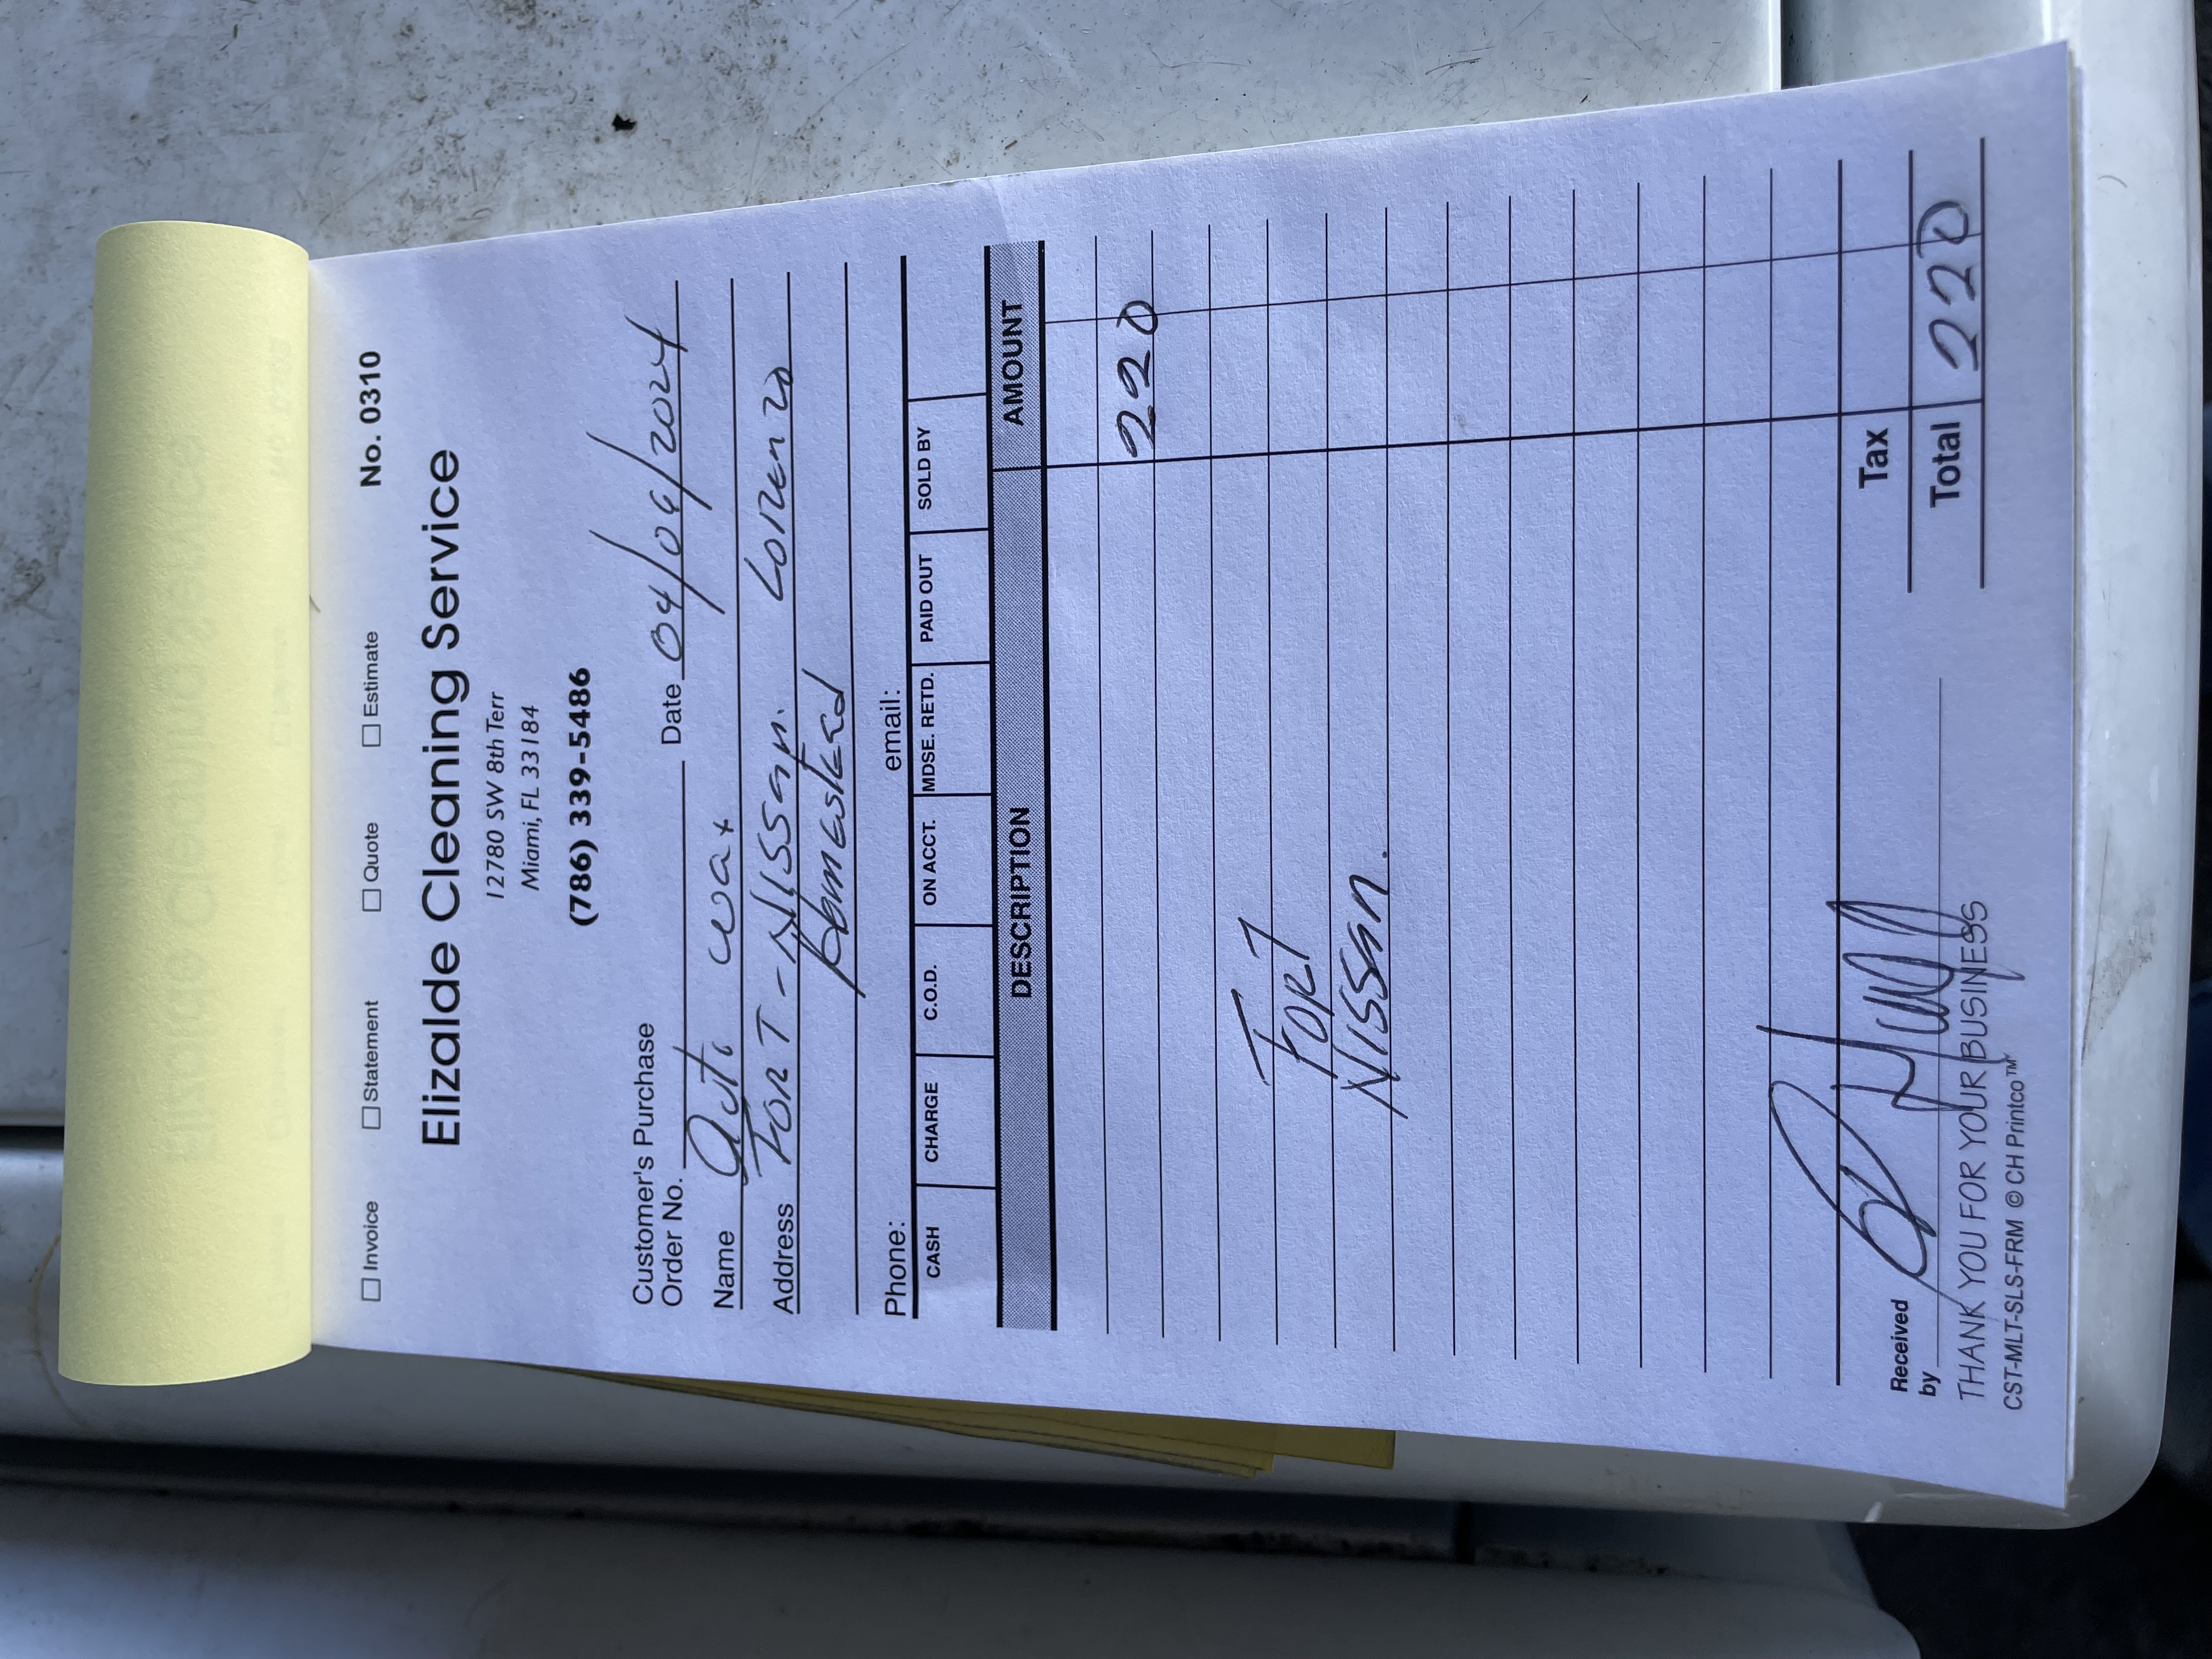 ☐ Invoice ☐ Statement ☐ Quote ☐ Estimate No. 0310
Elizalde Cleaning Service
12780 SW 8th Terr
Miami, FL 33184
(786) 339-5486
Customer's Purchase
Order No. Date 04/06/2024
Name wax
Address FORT - NISSAN. Lorenzo
Homestead
Phone: email:
CASH CHARGE C.O.D. ON ACCT. MDSE. RETD. PAID OUT SOLD BY
DESCRIPTION AMOUNT
220
FORT
NISSAN.
Tax
Received
by
Total 220
THANK YOU FOR YOUR BUSINESS
CST-MLT-SLS-FRM © CH Printco™